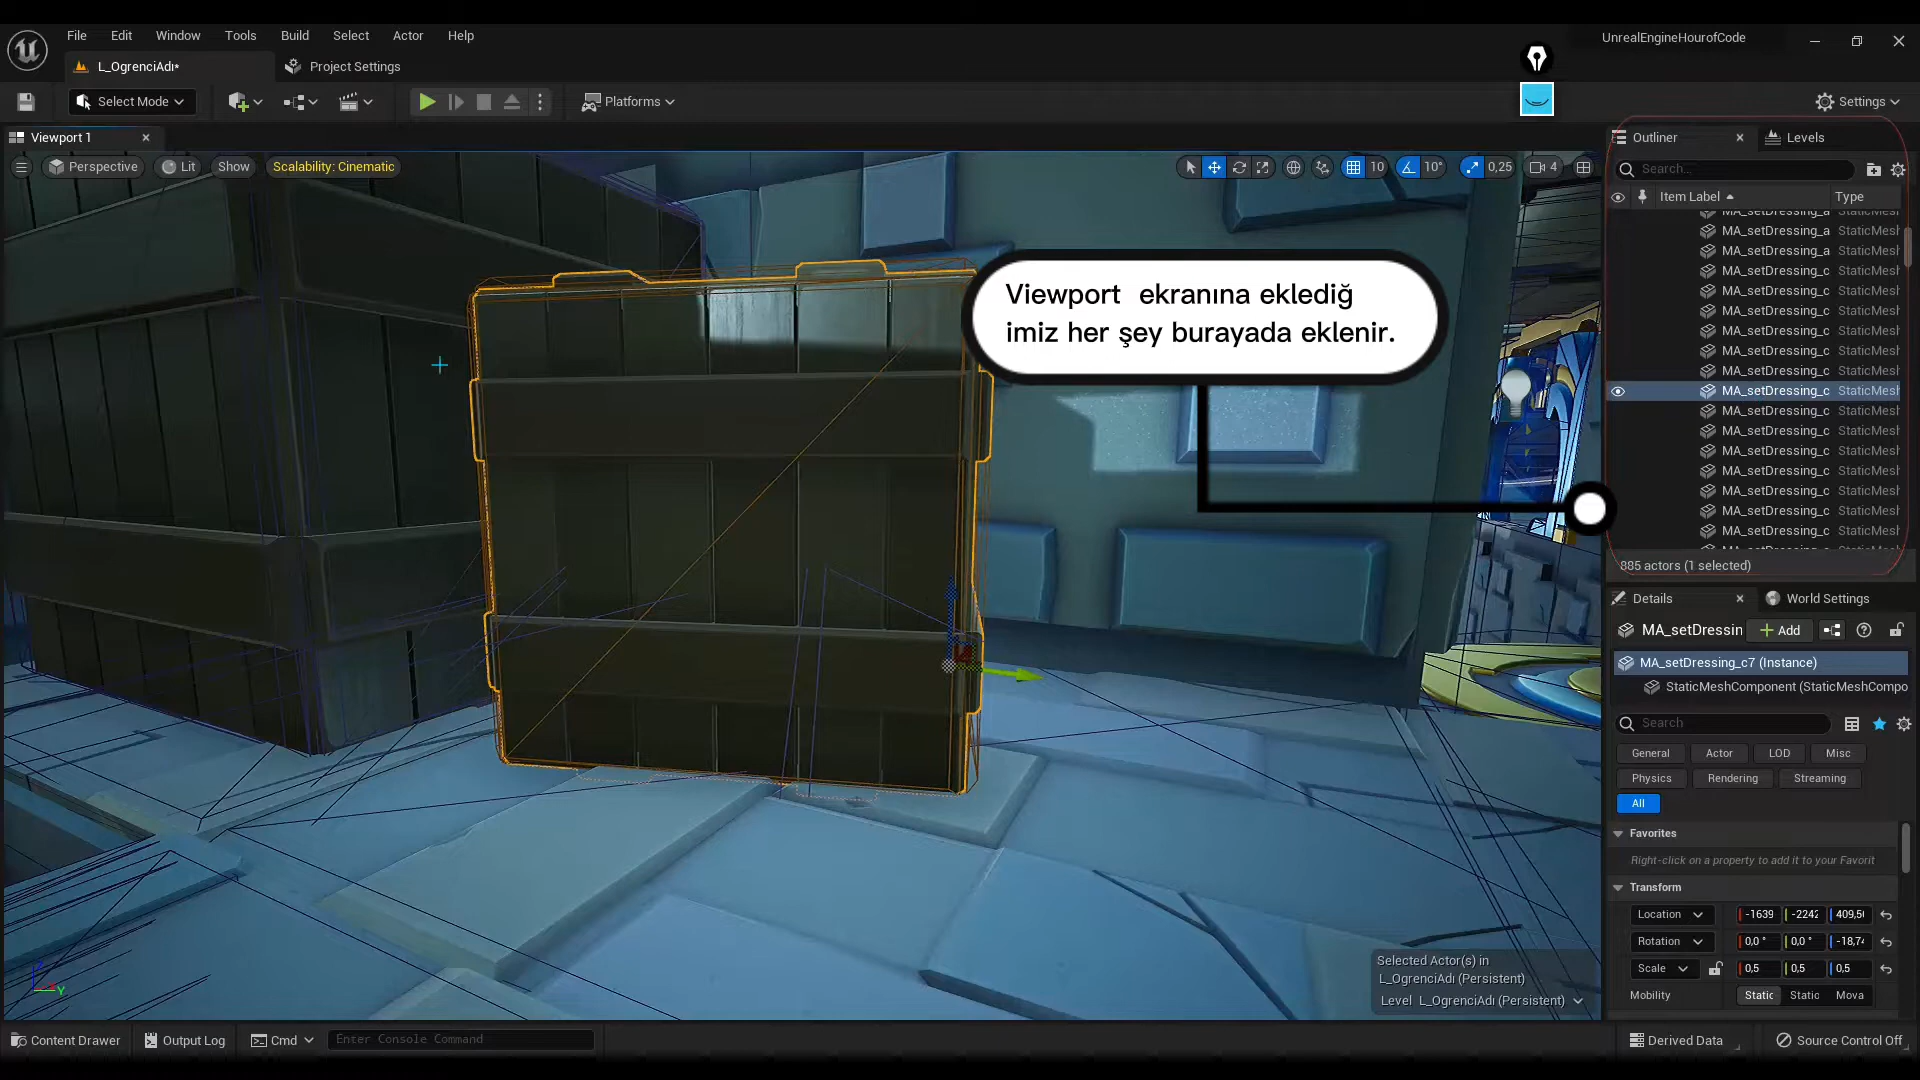 File Edit Window Tools Build Select Actor Help
UnrealEngineHourofCode
L_OgrenciAdı*
Project Settings
Select Mode
Platforms
Settings
Viewport 1
Outliner
Levels
Perspective
Lit
Show
Scalability: Cinematic
10
10°
0,25
4
Search...
Item Label
Type
MA_setDressing_a StaticMesh
MA_setDressing_a StaticMesh
MA_setDressing_a StaticMesh
MA_setDressing_c StaticMesh
MA_setDressing_c StaticMesh
MA_setDressing_c StaticMesh
MA_setDressing_c StaticMesh
MA_setDressing_c StaticMesh
MA_setDressing_c StaticMesh
MA_setDressing_c StaticMesh
MA_setDressing_c StaticMesh
MA_setDressing_c StaticMesh
MA_setDressing_c StaticMesh
MA_setDressing_c StaticMesh
MA_setDressing_c StaticMesh
MA_setDressing_c StaticMesh
MA_setDressing_c StaticMesh
885 actors (1 selected)
Viewport ekranına eklediğ
imiz her şey burayada eklenir.
Details
World Settings
MA_setDressin
Add
MA_setDressing_c7 (Instance)
StaticMeshComponent (StaticMeshCompo
Search
General Actor LOD Misc
Physics Rendering Streaming
All
Favorites
Right-click on a property to add it to your Favorit
Transform
Location -1639 -2242 409,5
Rotation 0,0 ° 0,0 ° -18,7
Scale 0,5 0,5 0,5
Mobility Static Static Mova
Selected Actor(s) in
L_OgrenciAdı (Persistent)
Level L_OgrenciAdı (Persistent)
Z
Y
Content Drawer
Output Log
Cmd
Enter Console Command
Derived Data
Source Control Off